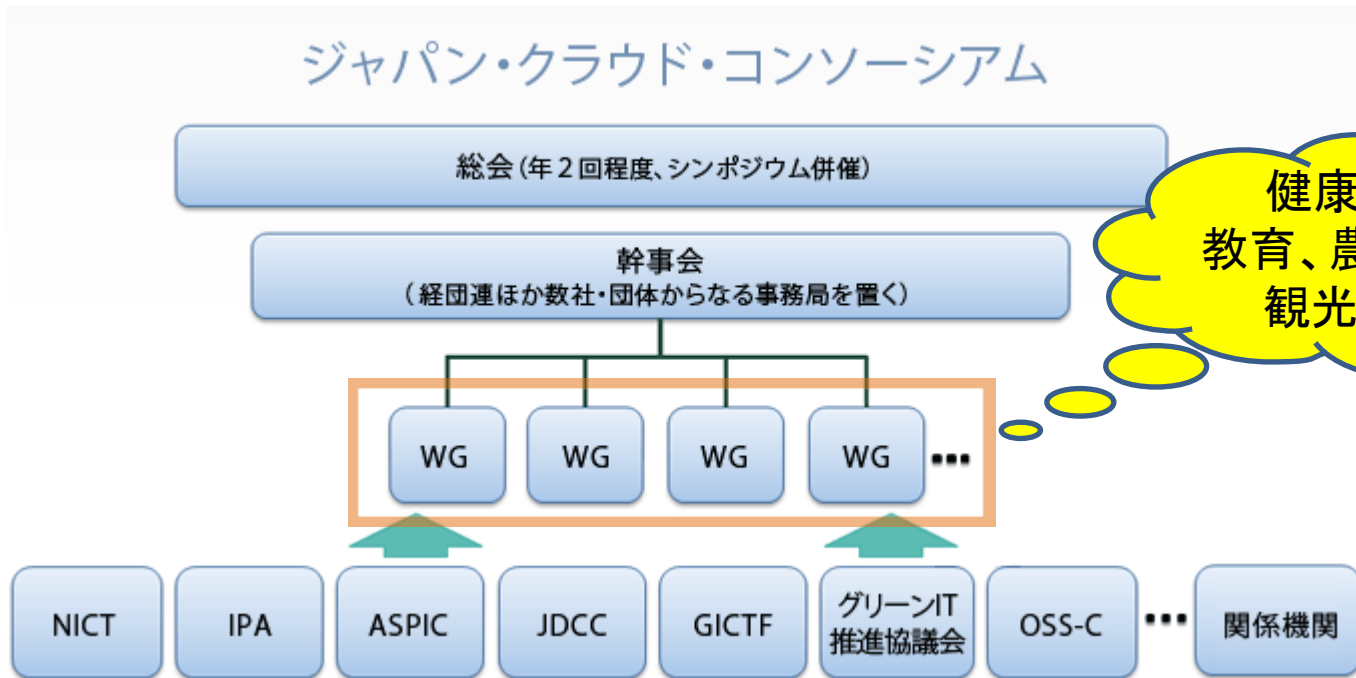 ジャパン・クラウド・コンソーシアム
総会(年2回程度、シンポジウム併催)
幹事会
(経団連ほか数社・団体からなる事務局を置く)
健康
教育、農
観光
WG WG WG WG ...
NICT IPA ASPIC JDCC GICTF グリーンIT OSS-C ... 関係機関
推進協議会